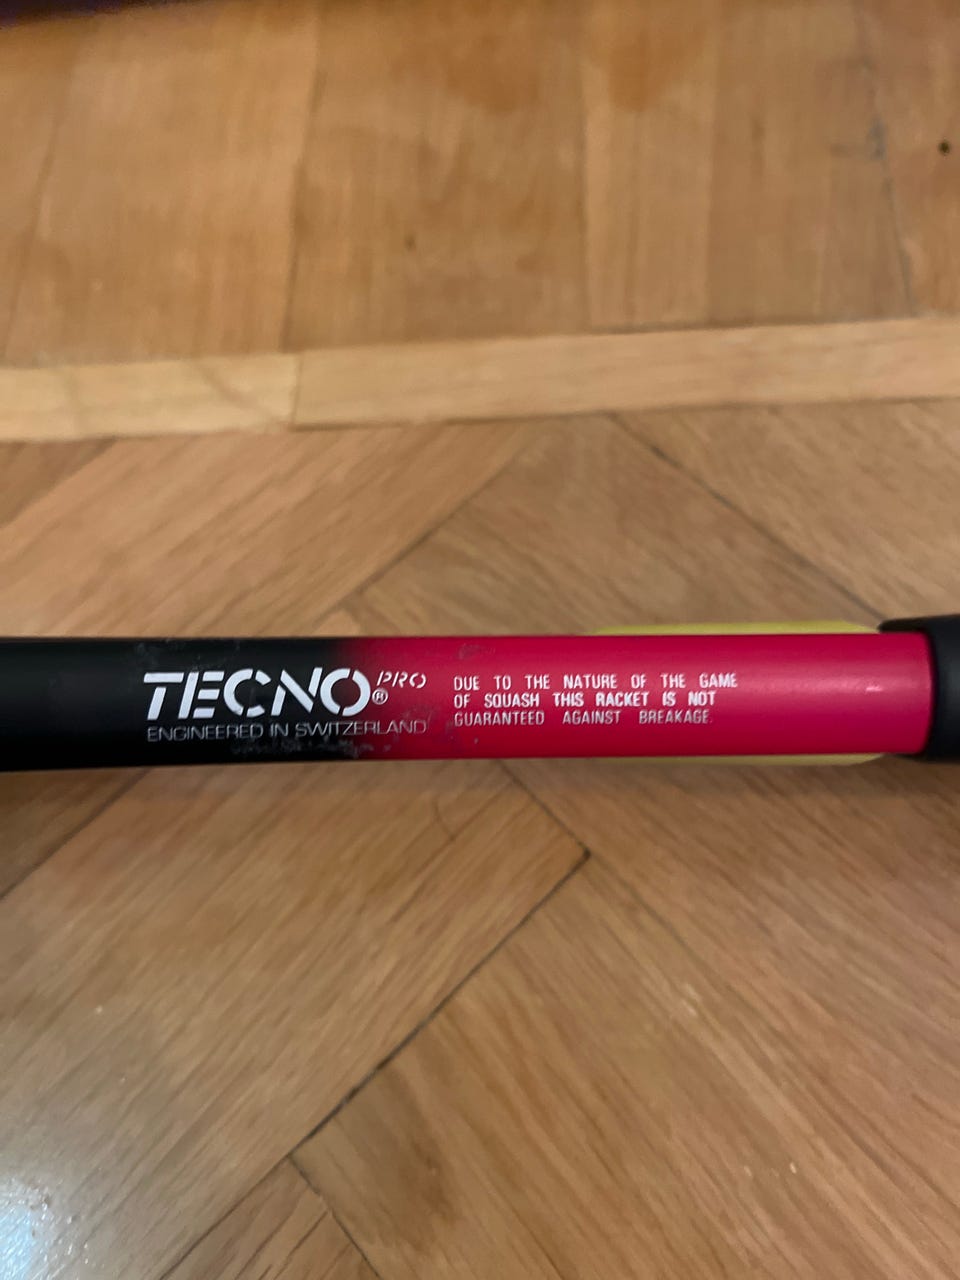 TECNO PRO ®
ENGINEERED IN SWITZERLAND
DUE TO THE NATURE OF THE GAME
OF SQUASH THIS RACKET IS NOT
GUARANTEED AGAINST BREAKAGE.